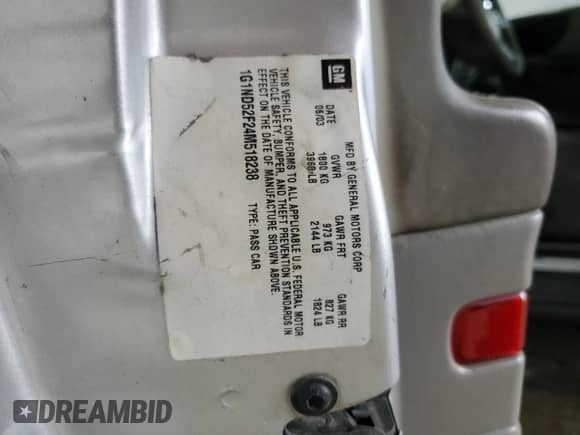 GM
MFD BY GENERAL MOTORS CORP
DATE GVWR GAWR FRT GAWR RR
06/03 1800 KG 973 KG 827 KG
3968 LB 2144 LB 1824 LB
THIS VEHICLE CONFORMS TO ALL APPLICABLE U.S. FEDERAL MOTOR
VEHICLE SAFETY, BUMPER, AND THEFT PREVENTION STANDARDS IN
EFFECT ON THE DATE OF MANUFACTURE SHOWN ABOVE.
1G1ND52F24M518238 TYPE: PASS CAR
DREAMBID